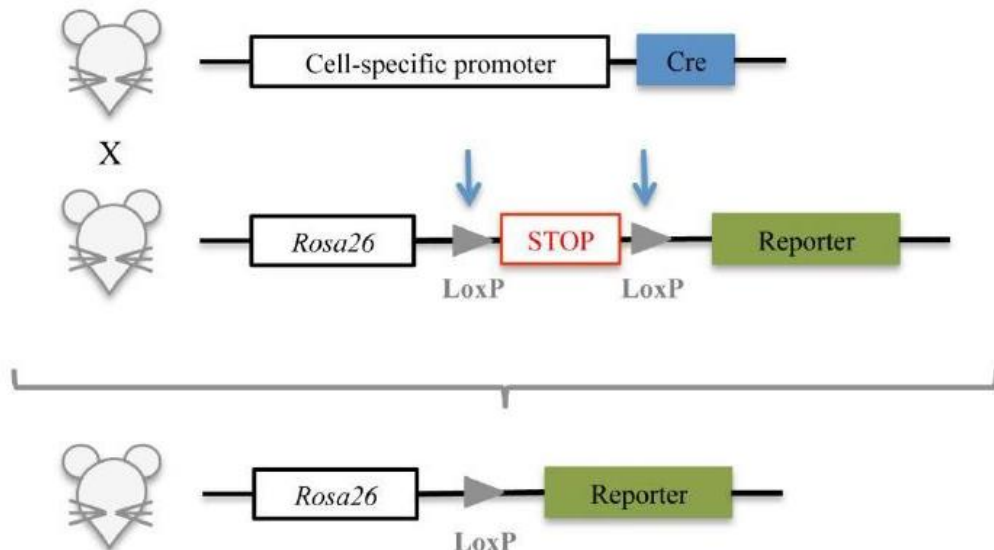 Cell-specific promoter Cre
X
Rosa26 STOP Reporter
LoxP LoxP
Rosa26 Reporter
LoxP